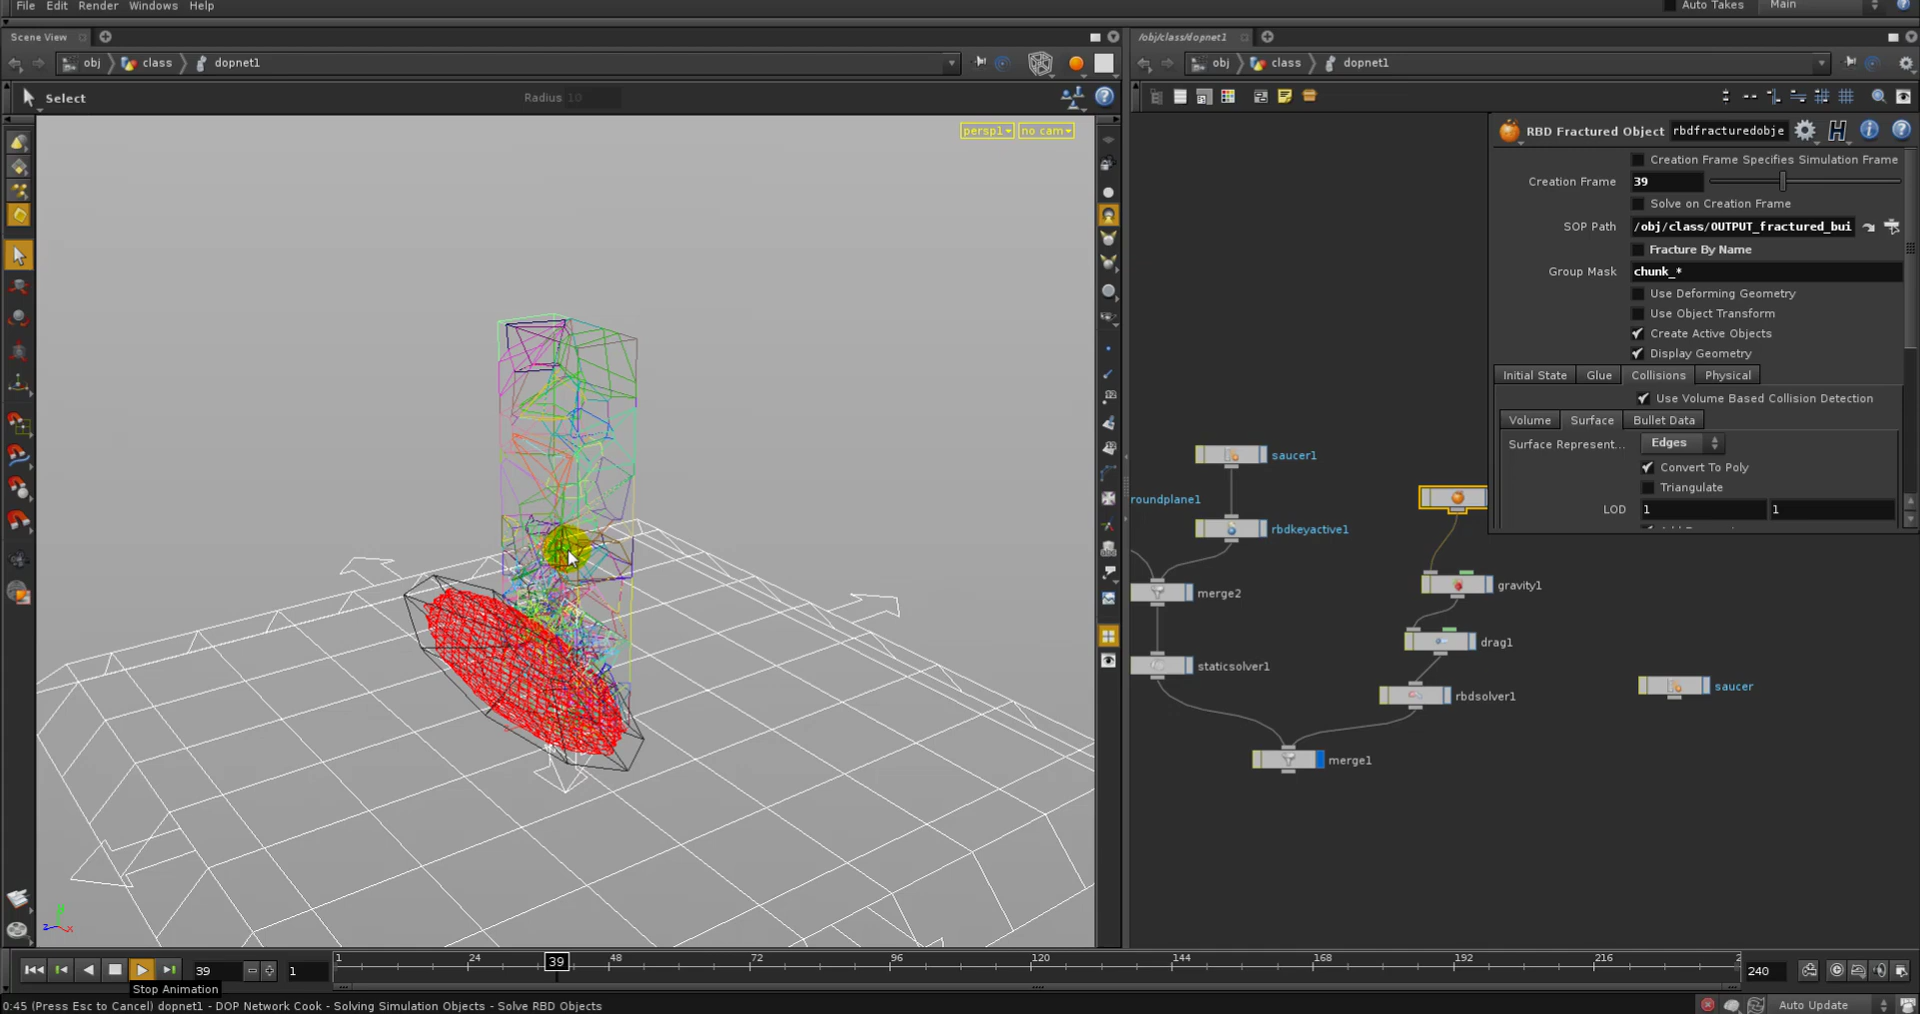 File Edit Render Windows Help
Auto Takes Main
Scene View
/obj/class/dopnet1
obj class dopnet1
obj class dopnet1
Select
Radius 10
persp1 no cam
RBD Fractured Object rbdfracturedobje
Creation Frame Specifies Simulation Frame
Creation Frame 39
Solve on Creation Frame
SOP Path /obj/class/OUTPUT_fractured_bui
Fracture By Name
Group Mask chunk_*
Use Deforming Geometry
Use Object Transform
Create Active Objects
Display Geometry
Initial State Glue Collisions Physical
Use Volume Based Collision Detection
Volume Surface Bullet Data
Surface Represent... Edges
Convert To Poly
Triangulate
LOD 1 1
saucer1
roundplane1
rbdkeyactive1
gravity1
merge2
drag1
staticsolver1
rbdsolver1
saucer
merge1
39 1
1 24 39 48 72 96 120 144 168 192 216 2
240
Stop Animation
0:45 (Press Esc to Cancel) dopnet1 - DOP Network Cook - Solving Simulation Objects - Solve RBD Objects
Auto Update